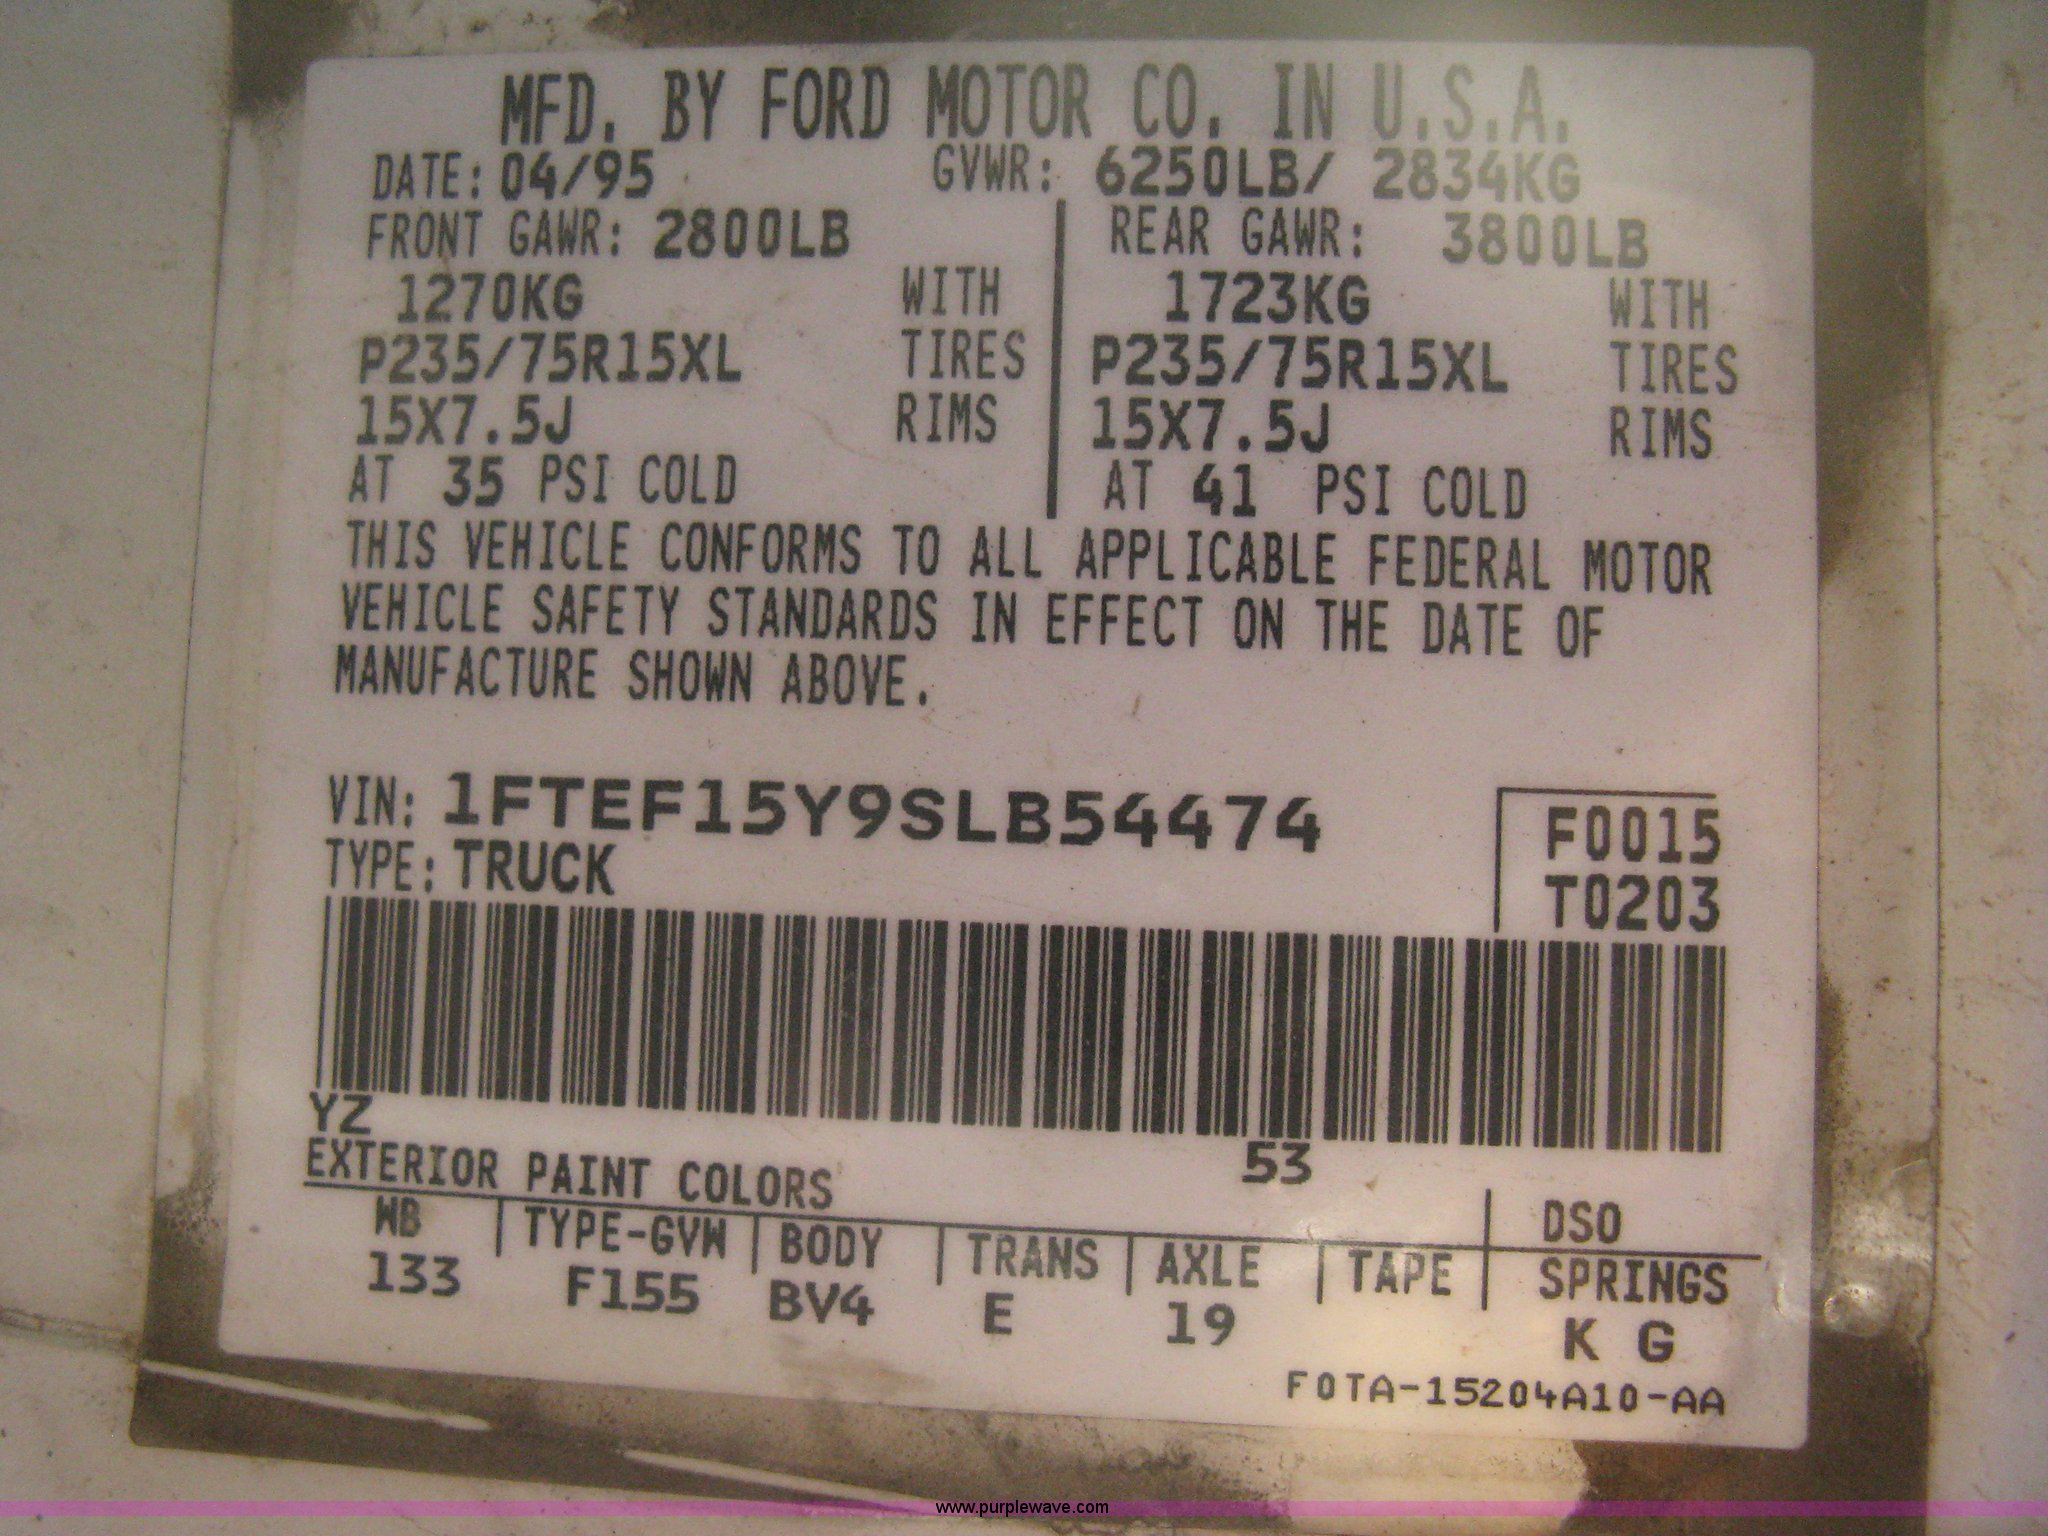 MFD. BY FORD MOTOR CO. IN U.S.A.
DATE: 04/95 GVWR: 6250LB/ 2834KG
FRONT GAWR: 2800LB REAR GAWR: 3800LB
1270KG WITH 1723KG WITH
P235/75R15XL TIRES P235/75R15XL TIRES
15X7.5J RIMS 15X7.5J RIMS
AT 35 PSI COLD AT 41 PSI COLD
THIS VEHICLE CONFORMS TO ALL APPLICABLE FEDERAL MOTOR
VEHICLE SAFETY STANDARDS IN EFFECT ON THE DATE OF
MANUFACTURE SHOWN ABOVE.
VIN: 1FTEF15Y9SLB54474 F0015
TYPE: TRUCK T0203
YZ
EXTERIOR PAINT COLORS 53 DSO
WB TYPE-GVW BODY TRANS AXLE TAPE SPRINGS
133 F155 BV4 E 19 K G
F0TA-15204A10-AA
www.purplewave.com